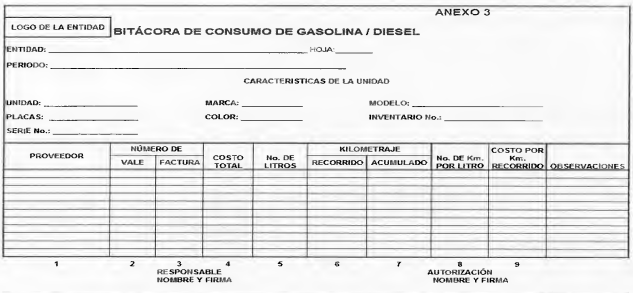 ANEXO 3
LOGO DE LA ENTIDAD
BITÁCORA DE CONSUMO DE GASOLINA / DIESEL
ENTIDAD: HOJA:
PERIODO:
CARACTERISTICAS DE LA UNIDAD
UNIDAD: MARCA: MODELO:
PLACAS: COLOR: INVENTARIO No.:
SERIE No.:
PROVEEDOR NÚMERO DE COSTO TOTAL No. DE LITROS KILOMETRAJE No. DE Km. POR LITRO COSTO POR Km. RECORRIDO OBSERVACIONES
VALE FACTURA RECORRIDO ACUMULADO
1 2 3 4 5 6 7 8 9
RESPONSABLE AUTORIZACIÓN
NOMBRE Y FIRMA NOMBRE Y FIRMA